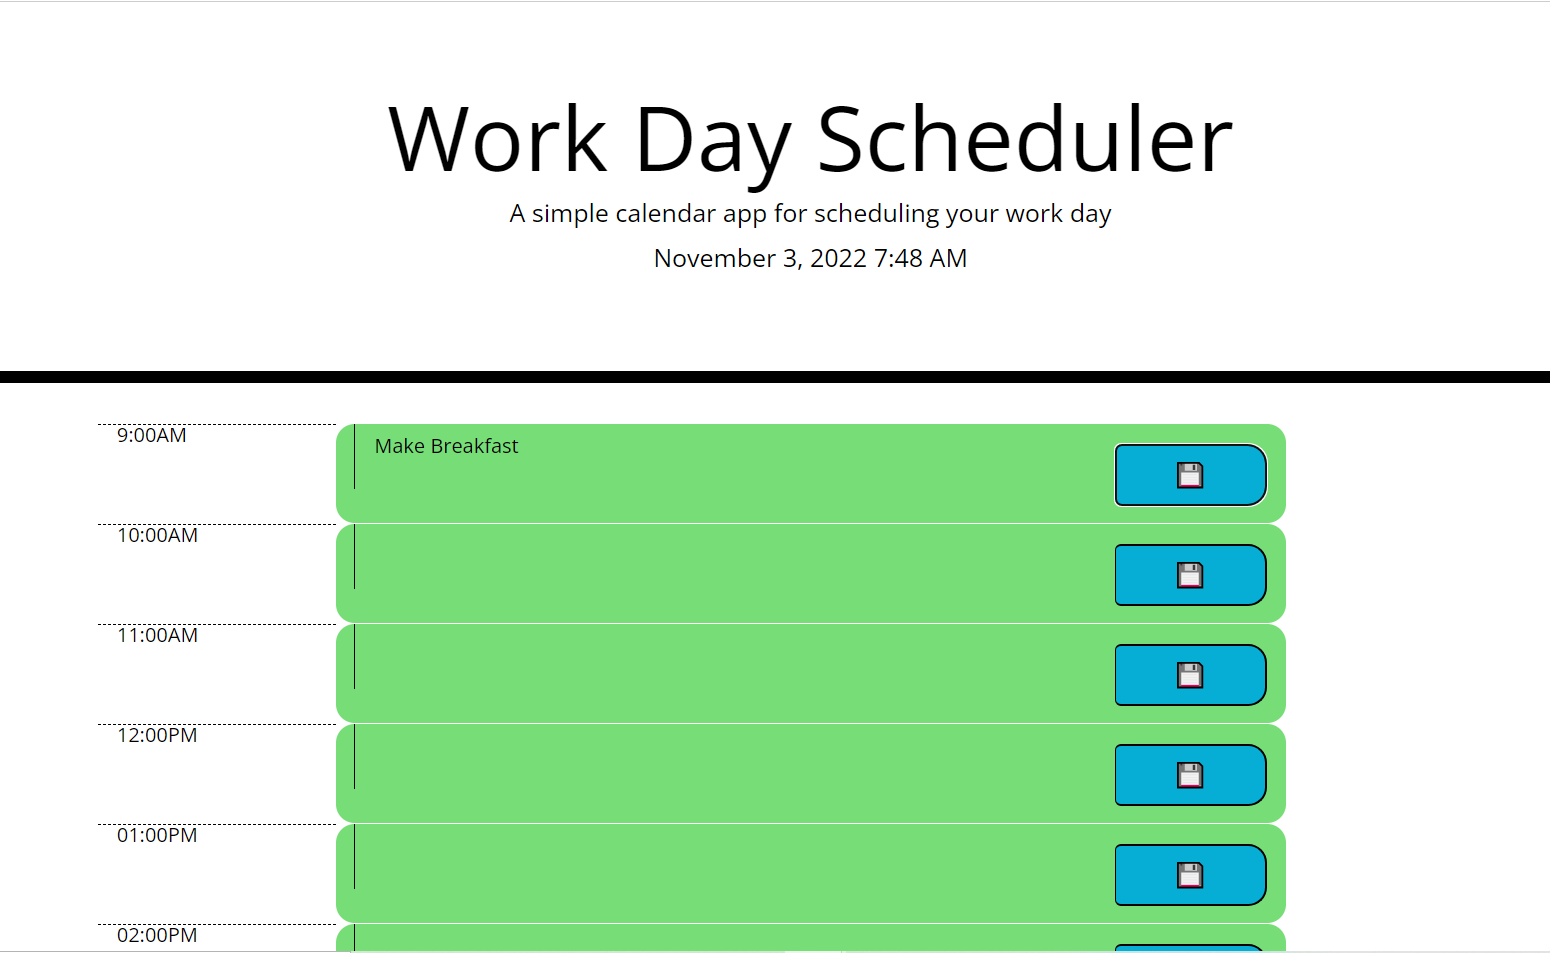 Work Day Scheduler
A simple calendar app for scheduling your work day
November 3, 2022 7:48 AM
9:00AM
Make Breakfast
10:00AM
11:00AM
12:00PM
01:00PM
02:00PM